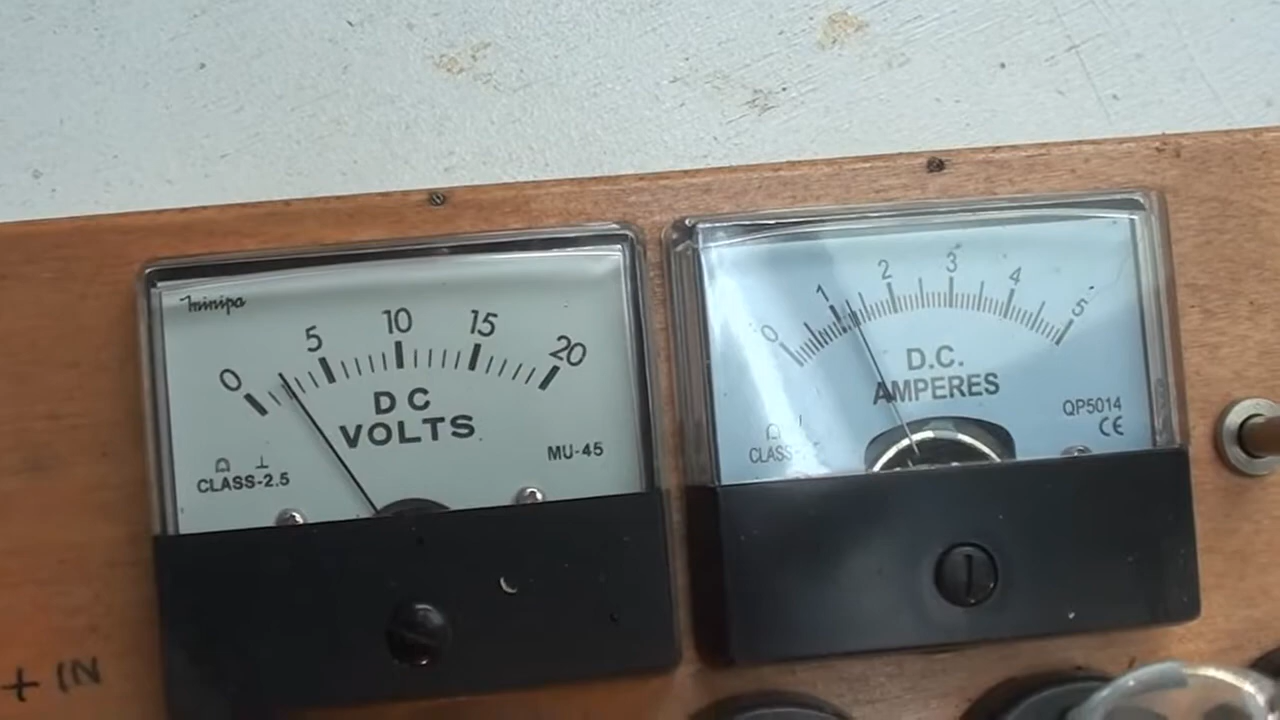 minipa
0 5 10 15 20
DC
VOLTS
MU-45
CLASS-2.5
0 1 2 3 4 5
D.C.
AMPERES
QP5014
CE
CLASS-
+ IN